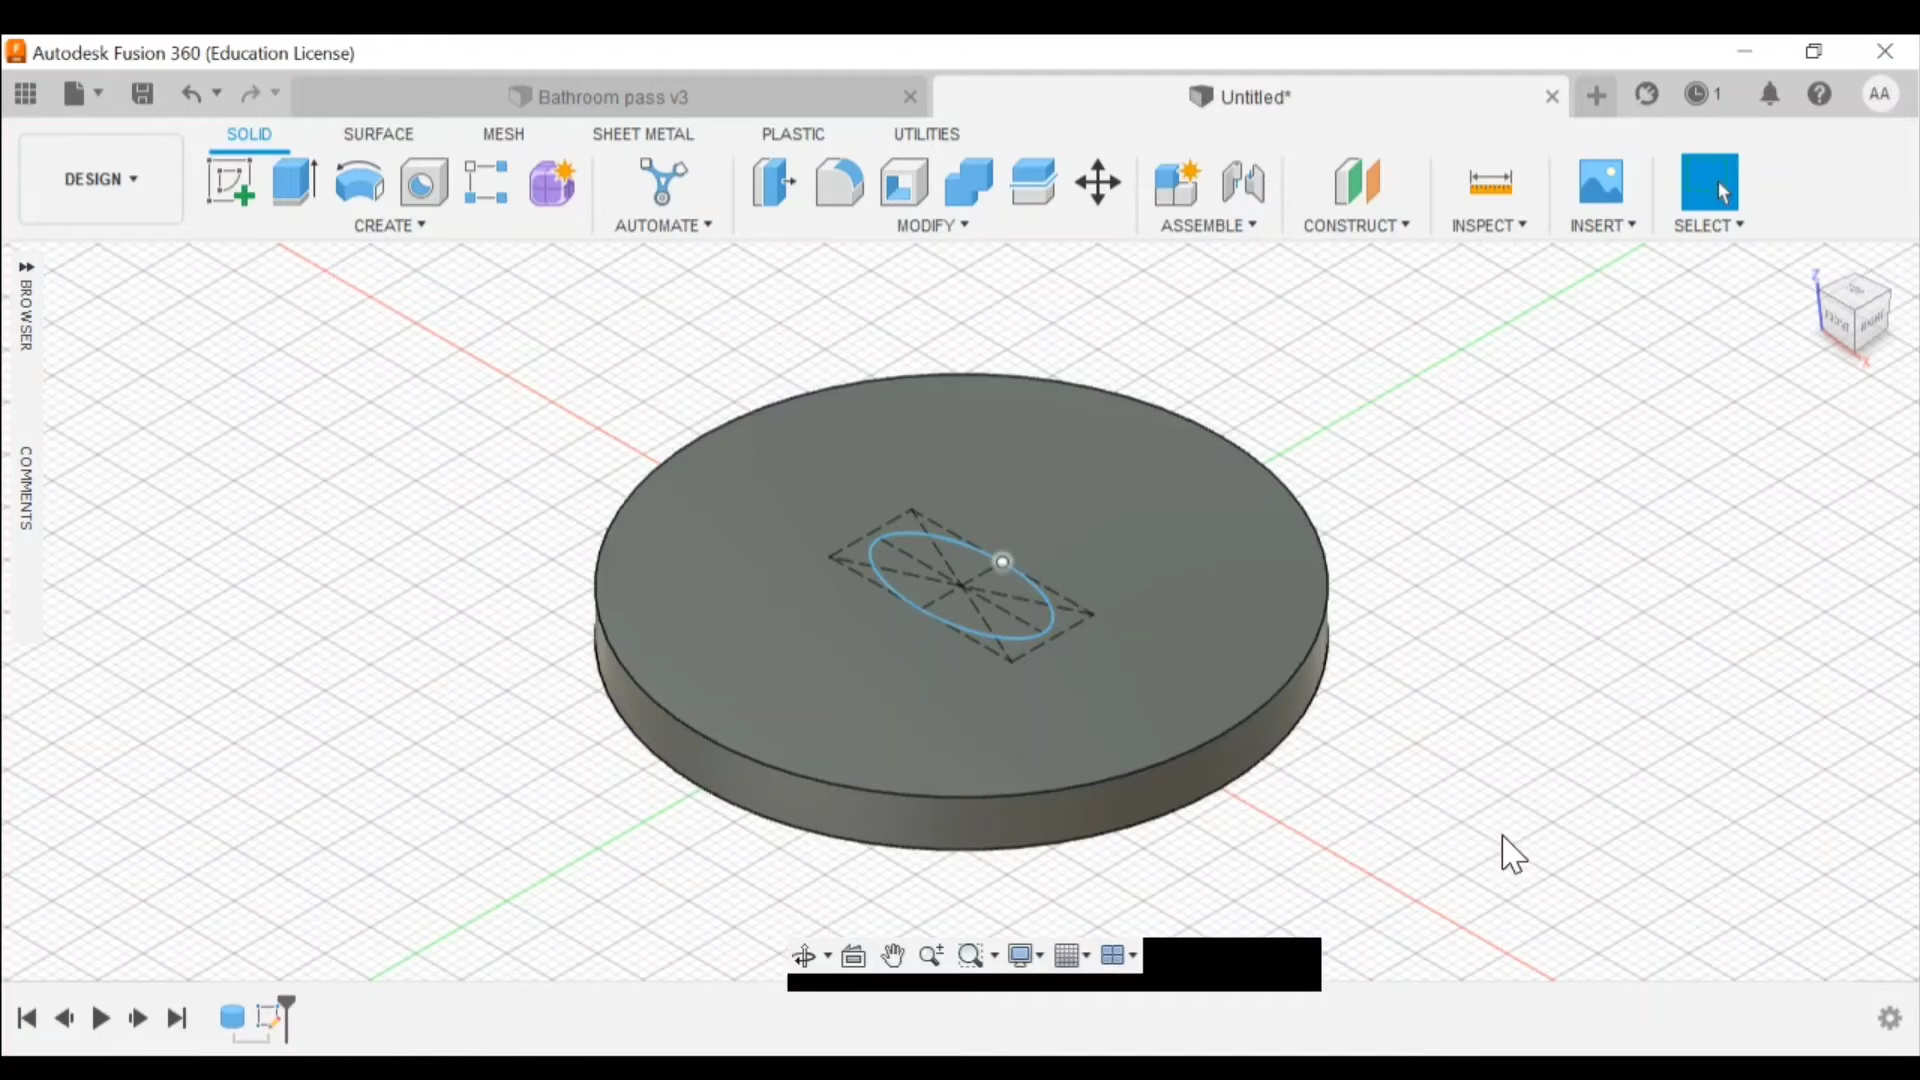 Autodesk Fusion 360 (Education License)
Bathroom pass v3
Untitled*
1
AA
SOLID
SURFACE
MESH
SHEET METAL
PLASTIC
UTILITIES
DESIGN
CREATE
AUTOMATE
MODIFY
ASSEMBLE
CONSTRUCT
INSPECT
INSERT
SELECT
BROWSER
COMMENTS
Z
TOP
X